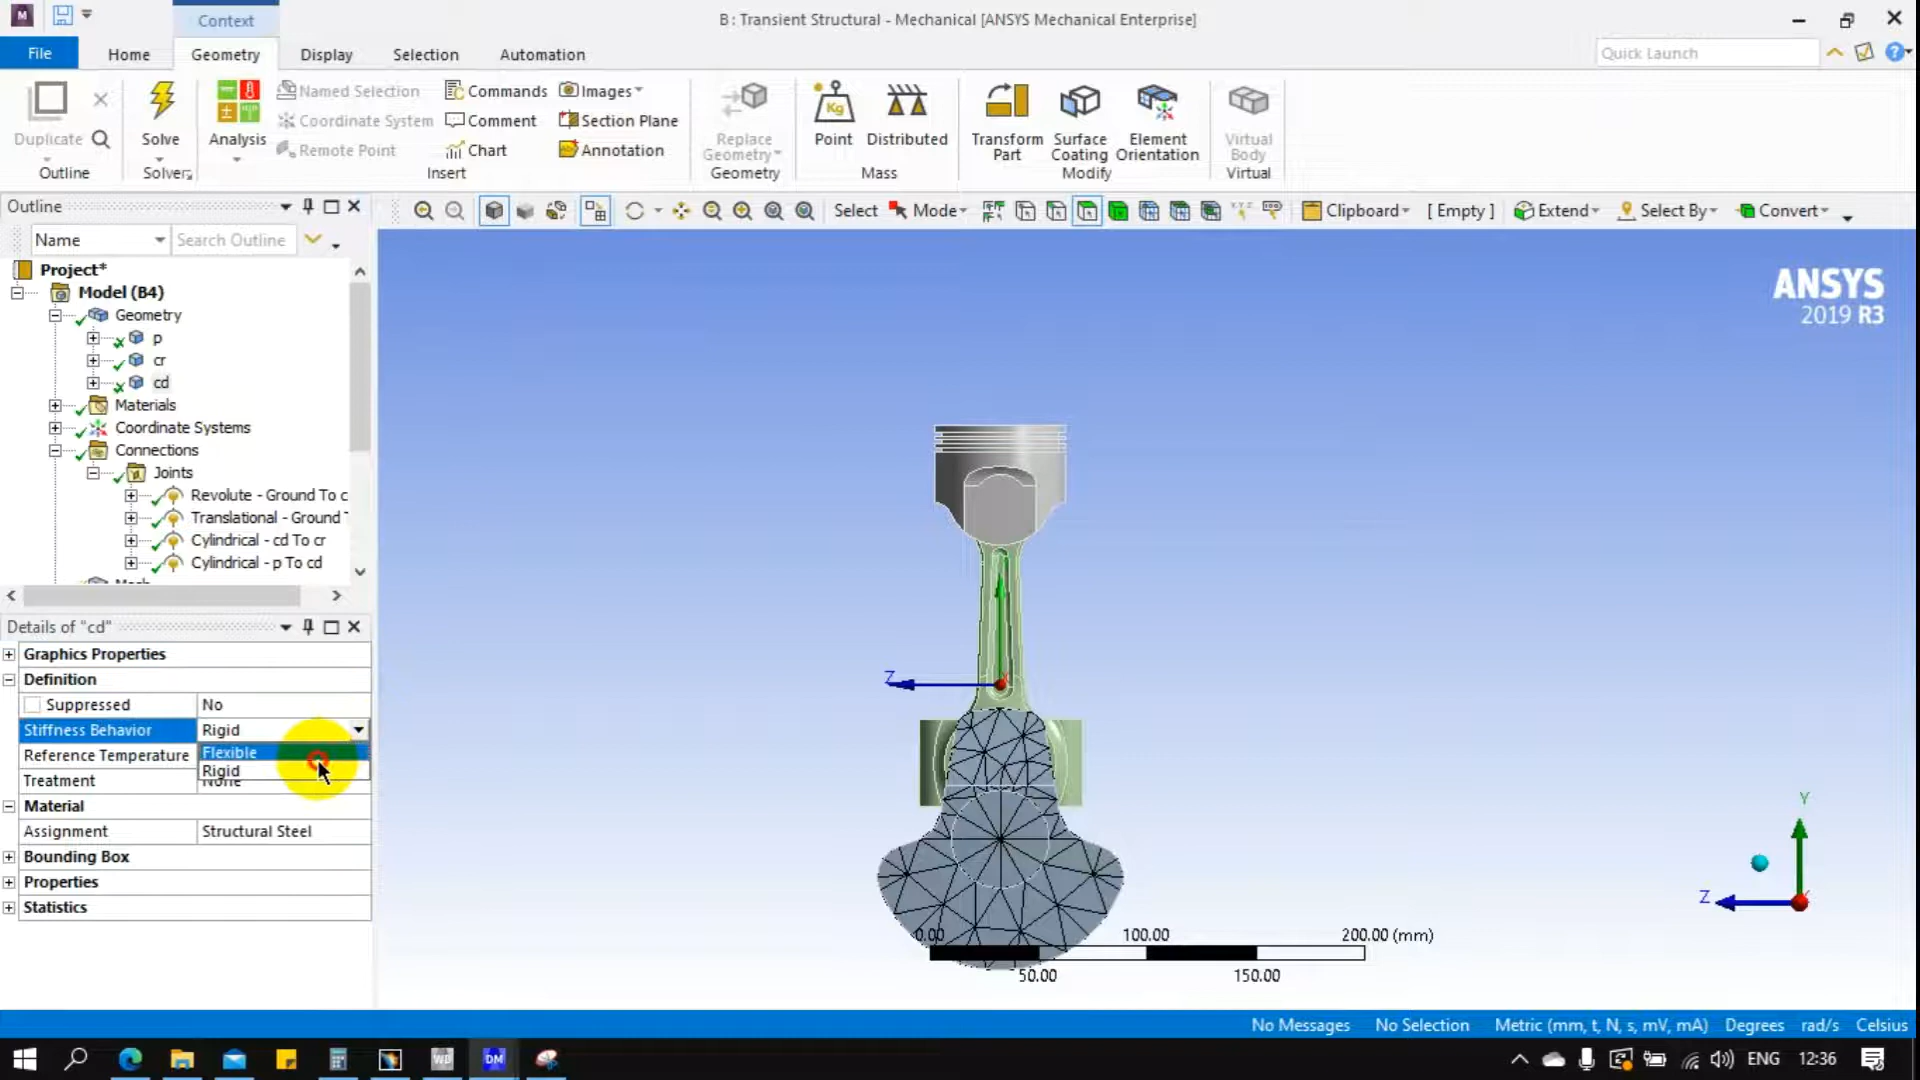 M
Context
B : Transient Structural - Mechanical [ANSYS Mechanical Enterprise]
File
Home
Geometry
Display
Selection
Automation
Quick Launch
Duplicate
Outline
Solve
Solver
Analysis
Named Selection
Coordinate System
Remote Point
Commands
Comment
Chart
Images
Section Plane
Annotation
Insert
Replace
Geometry
Geometry
Kg
Point
Distributed
Mass
Transform
Part
Surface
Coating
Element
Orientation
Modify
Virtual
Body
Virtual
Outline
Name
Search Outline
Select
Mode
Clipboard
[ Empty ]
Extend
Select By
Convert
Project*
Model (B4)
Geometry
p
cr
cd
Materials
Coordinate Systems
Connections
Joints
Revolute - Ground To c
Translational - Ground
Cylindrical - cd To cr
Cylindrical - p To cd
ANSYS
2019 R3
Details of "cd"
Graphics Properties
Definition
Suppressed
No
Stiffness Behavior
Rigid
Flexible
Rigid
Reference Temperature
Treatment
None
Material
Assignment
Structural Steel
Bounding Box
Properties
Statistics
Z
Y
Z
0.00
100.00
200.00 (mm)
50.00
150.00
No Messages
No Selection
Metric (mm, t, N, s, mV, mA)
Degrees
rad/s
Celsius
WB
DM
ENG
12:36